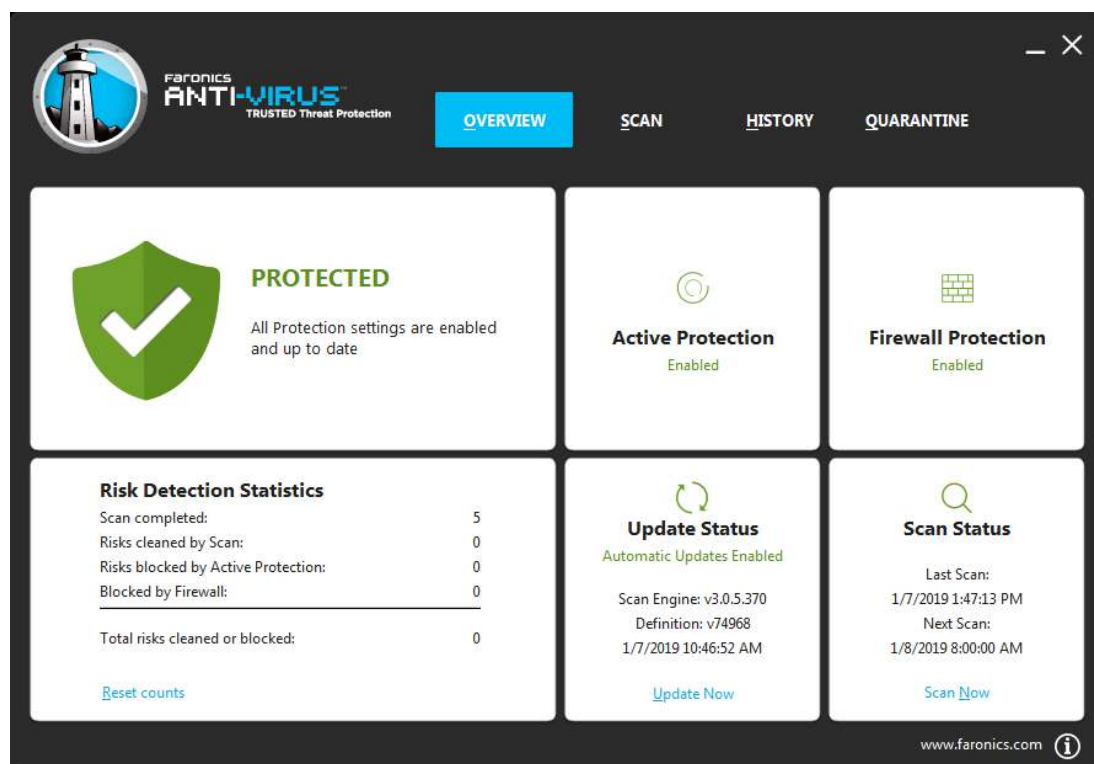 Faronics
ANTI-VIRUS™
TRUSTED Threat Protection
OVERVIEW
SCAN
HISTORY
QUARANTINE
PROTECTED
All Protection settings are enabled
and up to date
Active Protection
Enabled
Firewall Protection
Enabled
Risk Detection Statistics
Scan completed: 5
Risks cleaned by Scan: 0
Risks blocked by Active Protection: 0
Blocked by Firewall: 0
Total risks cleaned or blocked: 0
Reset counts
Update Status
Automatic Updates Enabled
Scan Engine: v3.0.5.370
Definition: v74968
1/7/2019 10:46:52 AM
Update Now
Scan Status
Last Scan:
1/7/2019 1:47:13 PM
Next Scan:
1/8/2019 8:00:00 AM
Scan Now
www.faronics.com